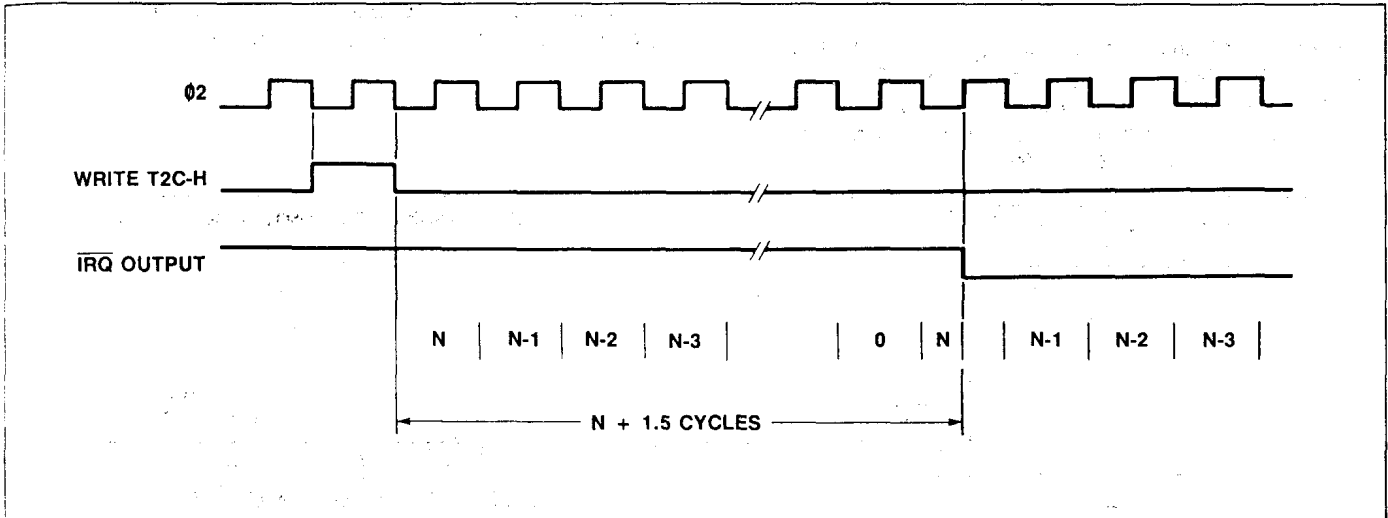 ϕ2
WRITE T2C-H
IRQ OUTPUT
N | N-1 | N-2 | N-3 | | 0 | N | | N-1 | N-2 | N-3 |
N + 1.5 CYCLES